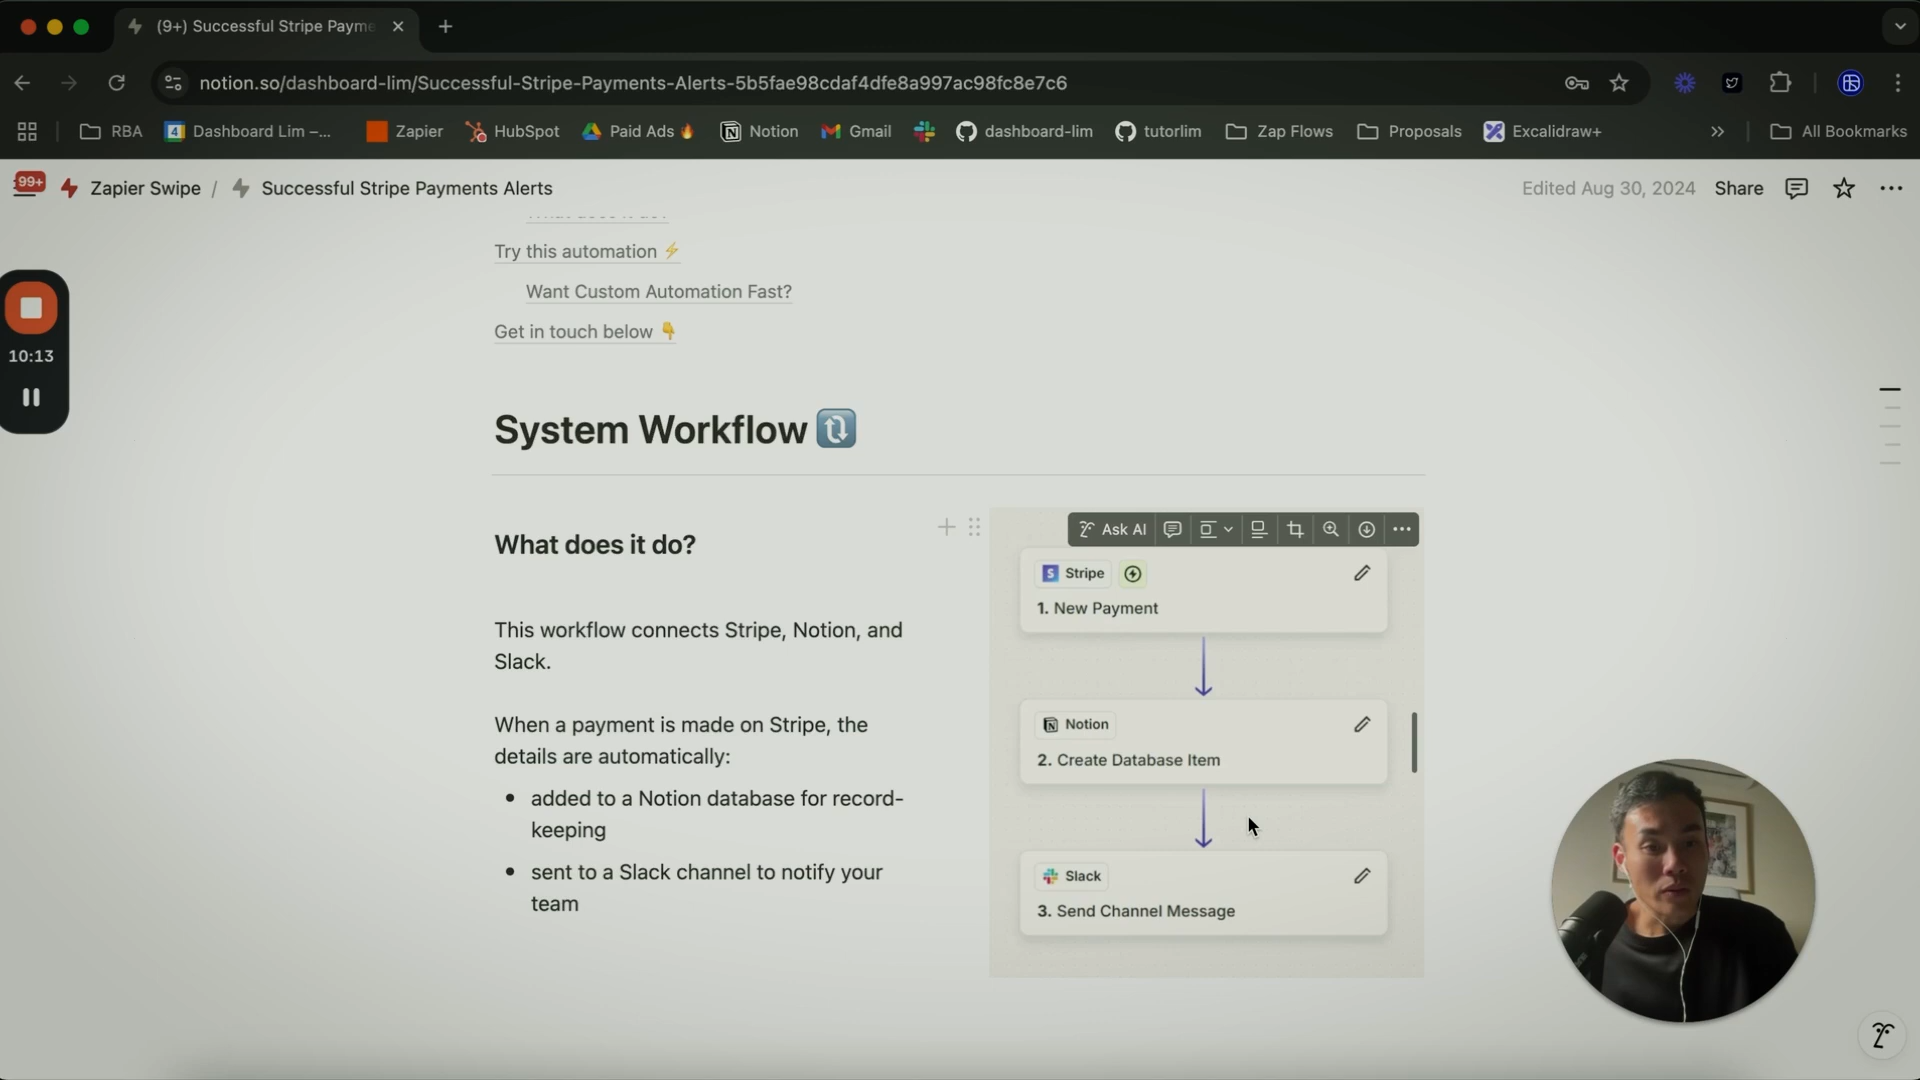 (9+) Successful Stripe Payme
notion.so/dashboard-lim/Successful-Stripe-Payments-Alerts-5b5fae98cdaf4dfe8a997ac98fc8e7c6
RBA
4 Dashboard Lim –...
Zapier
HubSpot
Paid Ads 🔥
Notion
Gmail
dashboard-lim
tutorlim
Zap Flows
Proposals
Excalidraw+
All Bookmarks
99+
Zapier Swipe / Successful Stripe Payments Alerts
Edited Aug 30, 2024
Share
Try this automation ⚡
Want Custom Automation Fast?
Get in touch below 👇
10:13
System Workflow 🔃
What does it do?
This workflow connects Stripe, Notion, and
Slack.
When a payment is made on Stripe, the
details are automatically:
• added to a Notion database for record-
keeping
• sent to a Slack channel to notify your
team
Ask AI
Stripe
1. New Payment
Notion
2. Create Database Item
Slack
3. Send Channel Message